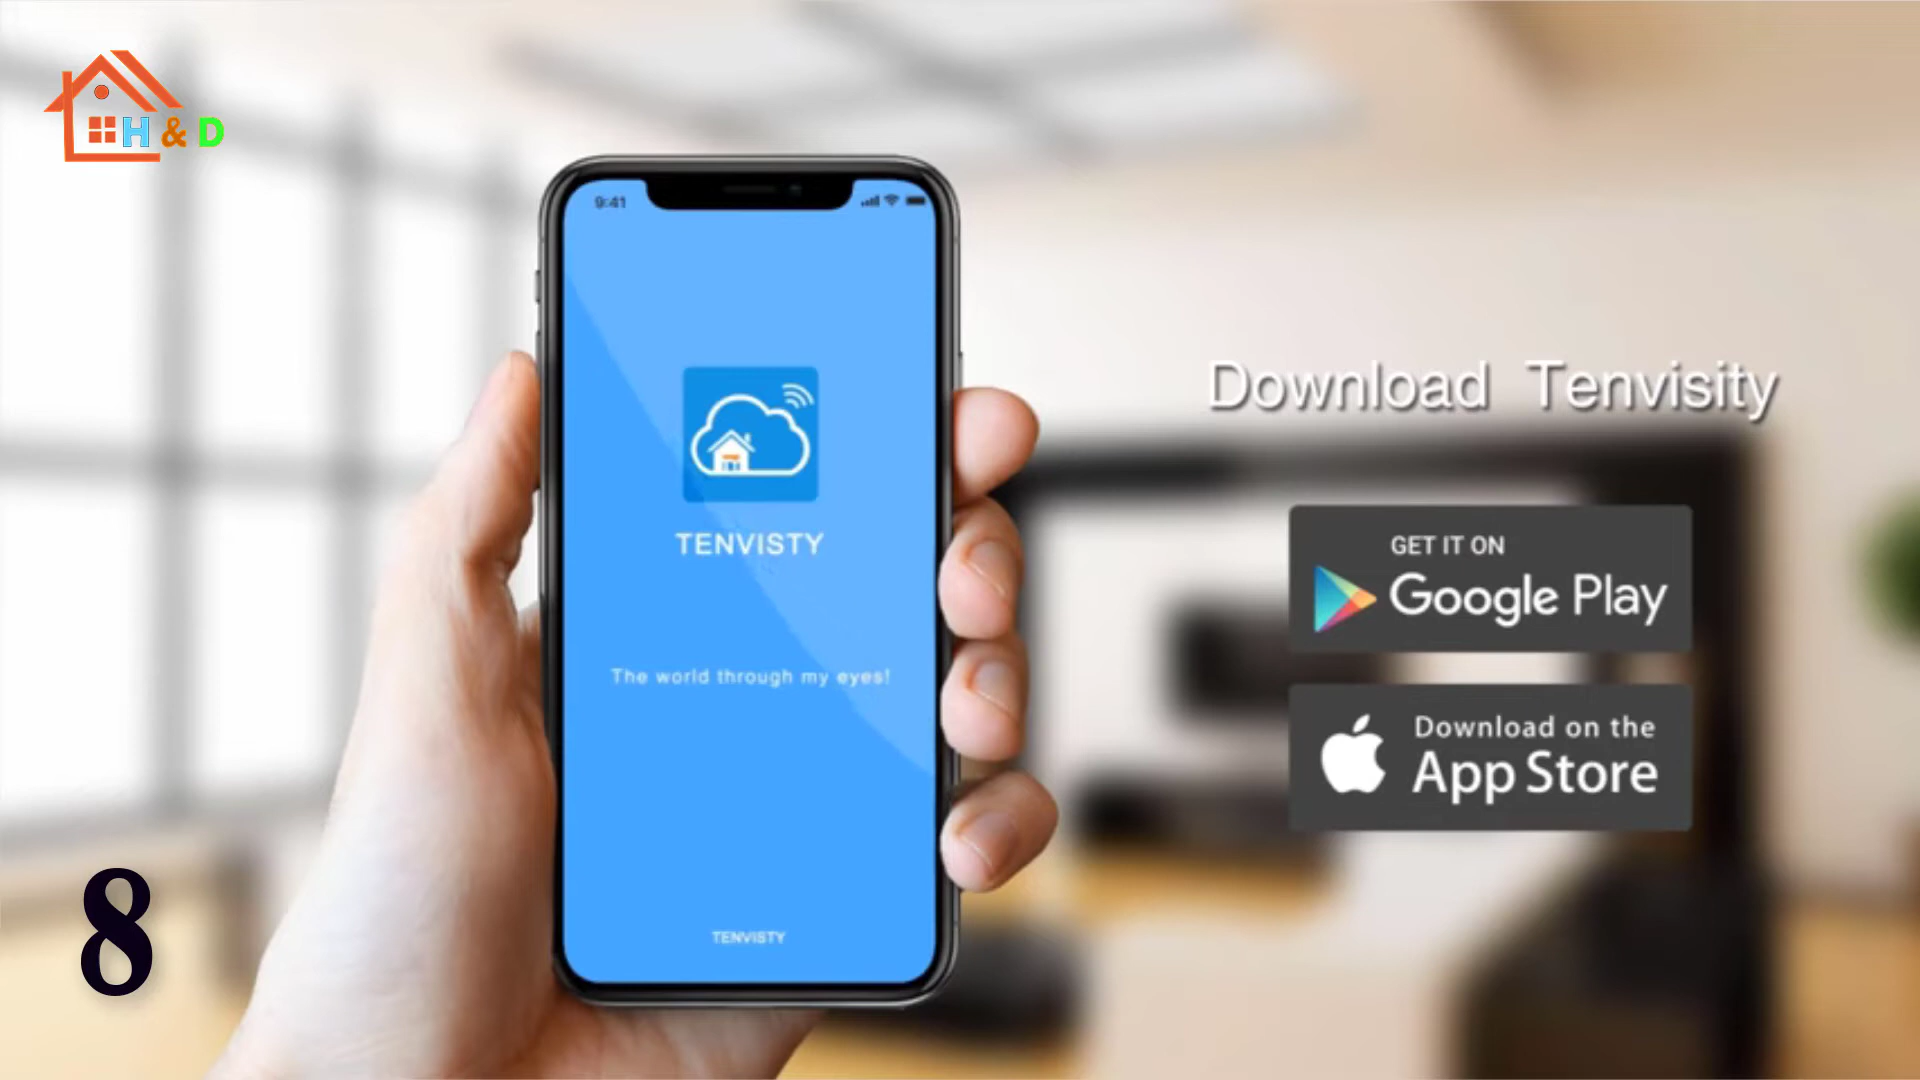 H & D
9:41
TENVISTY
The world through my eyes!
TENVISTY
Download Tenvisity
GET IT ON
Google Play
Download on the
App Store
8